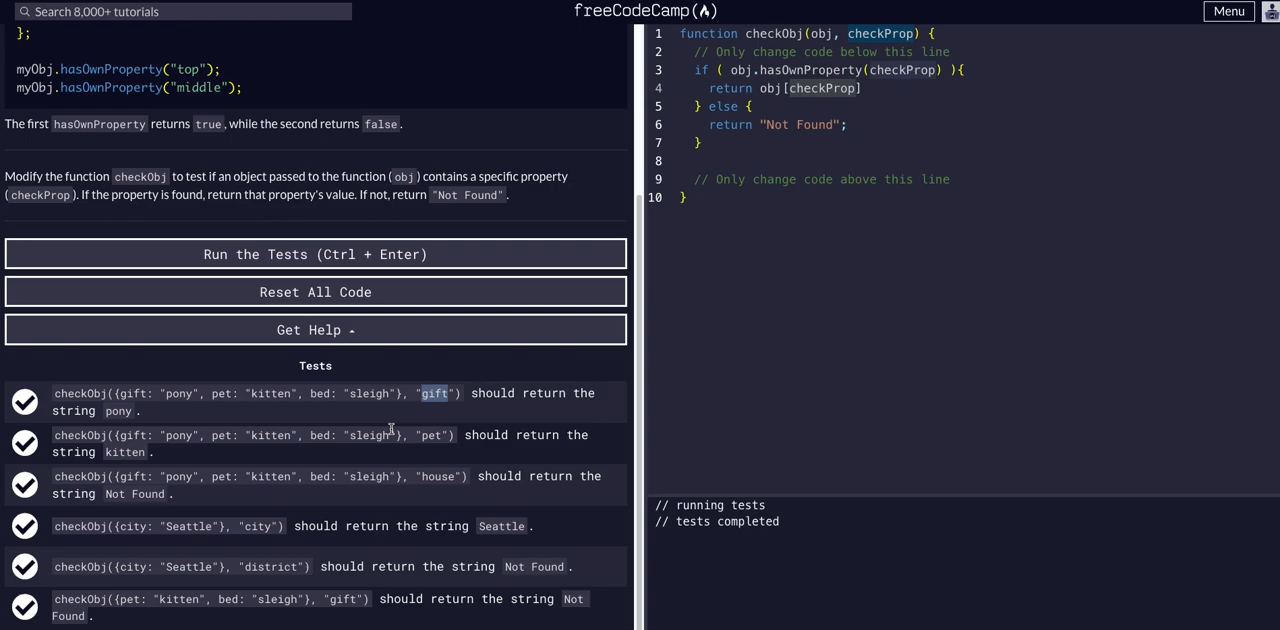 Search 8,000+ tutorials
freeCodeCamp(🔥)
Menu
};
myObj.hasOwnProperty("top");
myObj.hasOwnProperty("middle");
The first hasOwnProperty returns true, while the second returns false.
Modify the function checkObj to test if an object passed to the function (obj) contains a specific property
(checkProp). If the property is found, return that property's value. If not, return "Not Found".
Run the Tests (Ctrl + Enter)
Reset All Code
Get Help
Tests
checkObj({gift: "pony", pet: "kitten", bed: "sleigh"}, "gift") should return the
string pony.
checkObj({gift: "pony", pet: "kitten", bed: "sleigh"}, "pet") should return the
string kitten.
checkObj({gift: "pony", pet: "kitten", bed: "sleigh"}, "house") should return the
string Not Found.
checkObj({city: "Seattle"}, "city") should return the string Seattle.
checkObj({city: "Seattle"}, "district") should return the string Not Found.
checkObj({pet: "kitten", bed: "sleigh"}, "gift") should return the string Not
Found.
1 function checkObj(obj, checkProp) {
2 // Only change code below this line
3 if ( obj.hasOwnProperty(checkProp) ){
4 return obj[checkProp]
5 } else {
6 return "Not Found";
7 }
8
9 // Only change code above this line
10 }
// running tests
// tests completed